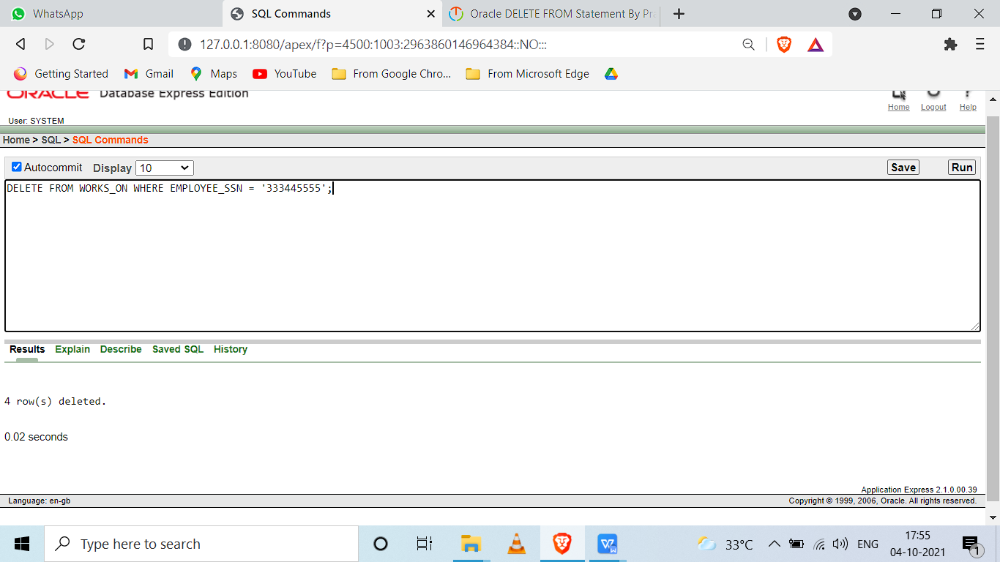 WhatsApp
SQL Commands
Oracle DELETE FROM Statement By Pra
127.0.0.1:8080/apex/f?p=4500:1003:2963860146964384::NO:::
Getting Started Gmail Maps YouTube From Google Chro... From Microsoft Edge
ORACLE Database Express Edition
Home Logout Help
User: SYSTEM
Home > SQL > SQL Commands
Autocommit Display 10 Save Run
DELETE FROM WORKS_ON WHERE EMPLOYEE_SSN = '333445555';
Results Explain Describe Saved SQL History
4 row(s) deleted.
0.02 seconds
Application Express 2.1.0.00.39
Language: en-gb Copyright © 1999, 2006, Oracle. All rights reserved.
Type here to search 33°C ENG 17:55
04-10-2021 1